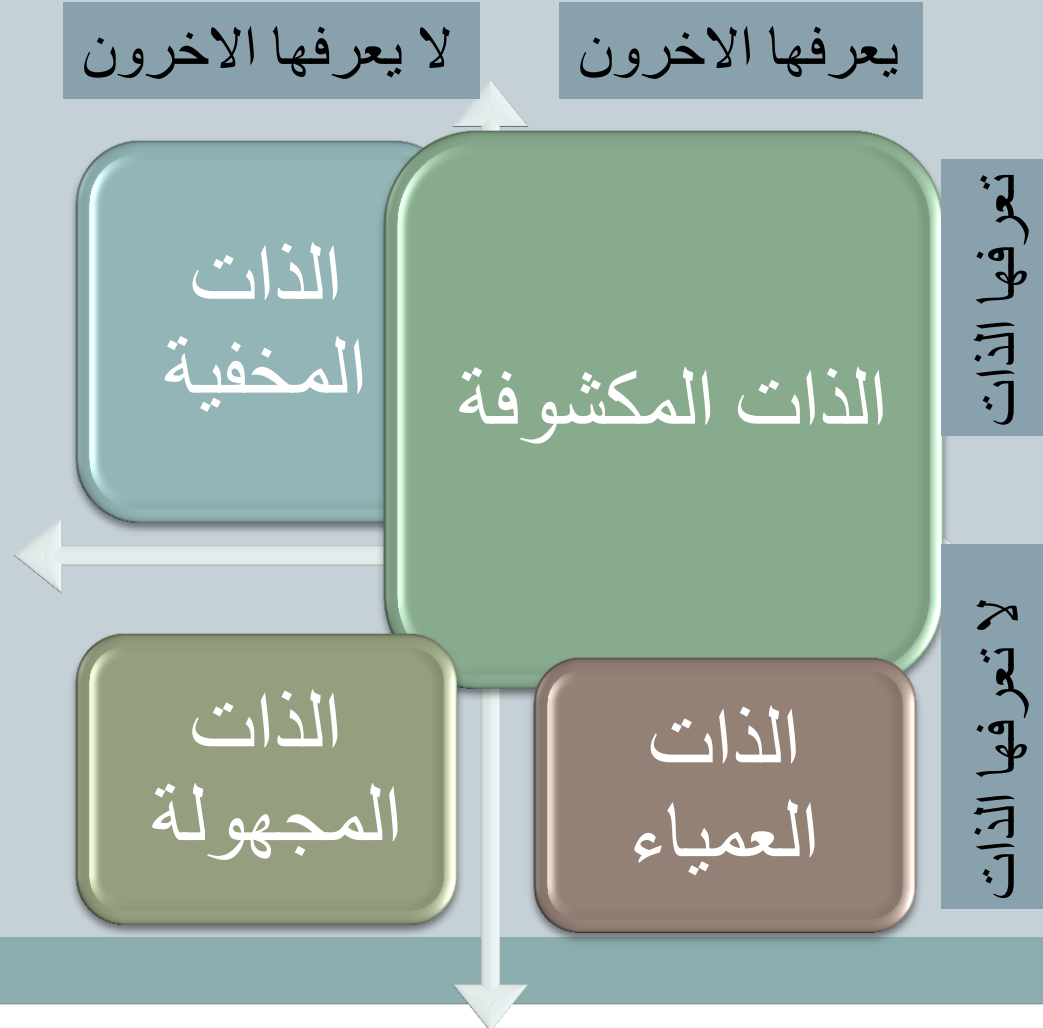 يعرفها الاخرون
لا يعرفها الاخرون
تعرفها الذات
الذات المكشوفة
الذات
المخفية
لا تعرفها الذات
الذات
العمياء
الذات
المجهولة